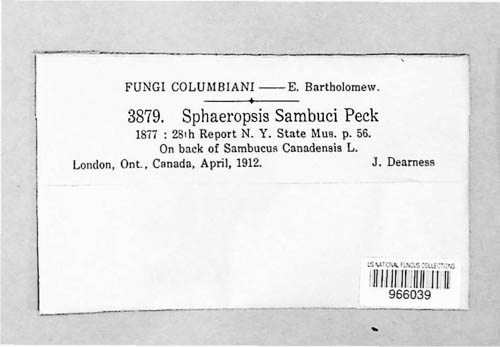 FUNGI COLUMBIANI — E. Bartholomew.
3879. Sphaeropsis Sambuci Peck
1877 : 28th Report N. Y. State Mus. p. 56.
On back of Sambucus Canadensis L.
London, Ont., Canada, April, 1912. J. Dearness
US NATIONAL FUNGUS COLLECTIONS
966039